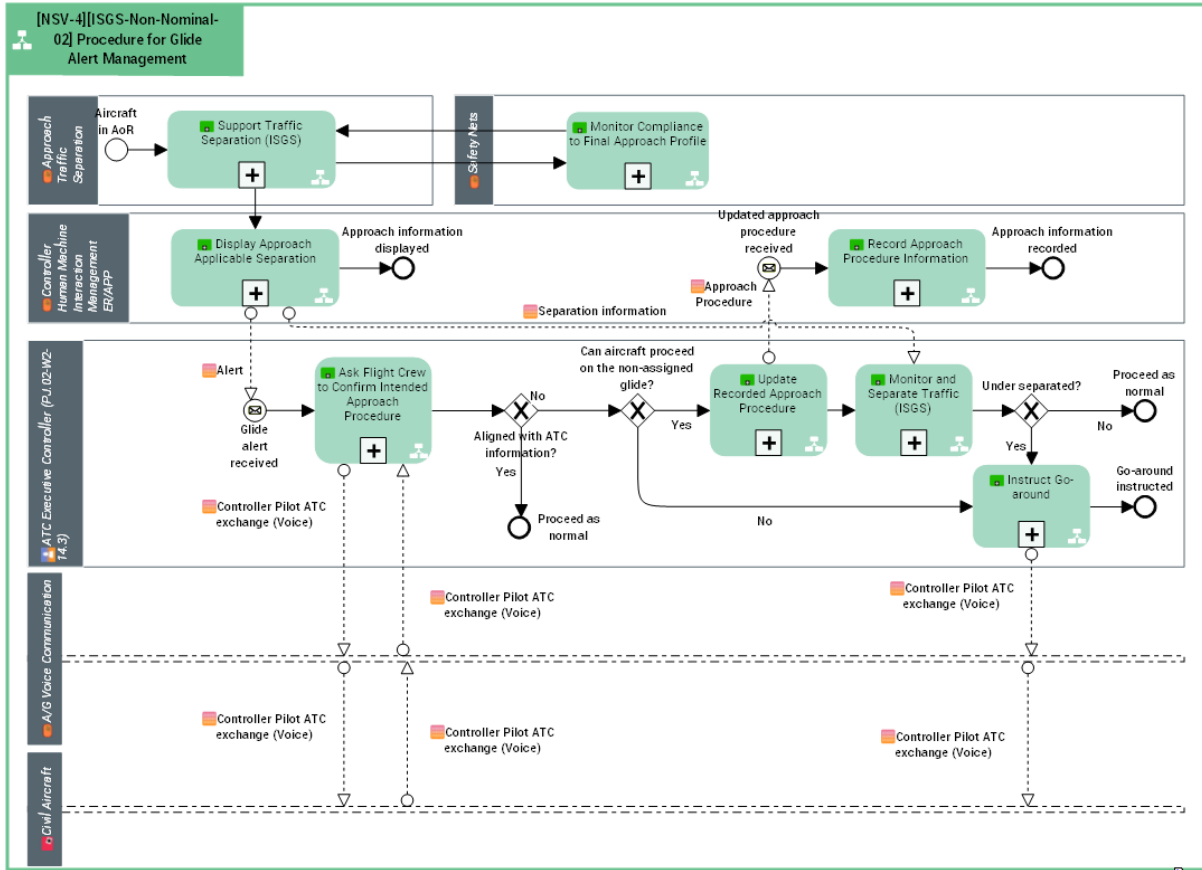 [NSV-4][ISGS-Non-Nominal-
02] Procedure for Glide
Alert Management
Approach
Traffic
Separation
Aircraft
in AoR
Support Traffic
Separation (ISGS)
Safety Nets
Monitor Compliance
to Final Approach Profile
Controller
Human Machine
Interaction
Management
ER/APP
Display Approach
Applicable Separation
Approach information
displayed
Updated approach
procedure
received
Record Approach
Procedure Information
Approach information
recorded
Approach
Procedure
Separation information
ATC Executive Controller (PJ.02-W2-
14.3)
Alert
Glide
alert
received
Ask Flight Crew
to Confirm Intended
Approach
Procedure
No
Aligned with ATC
information?
Yes
Proceed as
normal
Can aircraft proceed
on the non-assigned
glide?
Yes
No
Update
Recorded Approach
Procedure
Monitor and
Separate Traffic
(ISGS)
Under separated?
No
Proceed as
normal
Yes
Instruct Go-
around
Go-around
instructed
Controller Pilot ATC
exchange (Voice)
A/G Voice Communication
Controller Pilot ATC
exchange (Voice)
Controller Pilot ATC
exchange (Voice)
Controller Pilot ATC
exchange (Voice)
Controller Pilot ATC
exchange (Voice)
Controller Pilot ATC
exchange (Voice)
Civil Aircraft